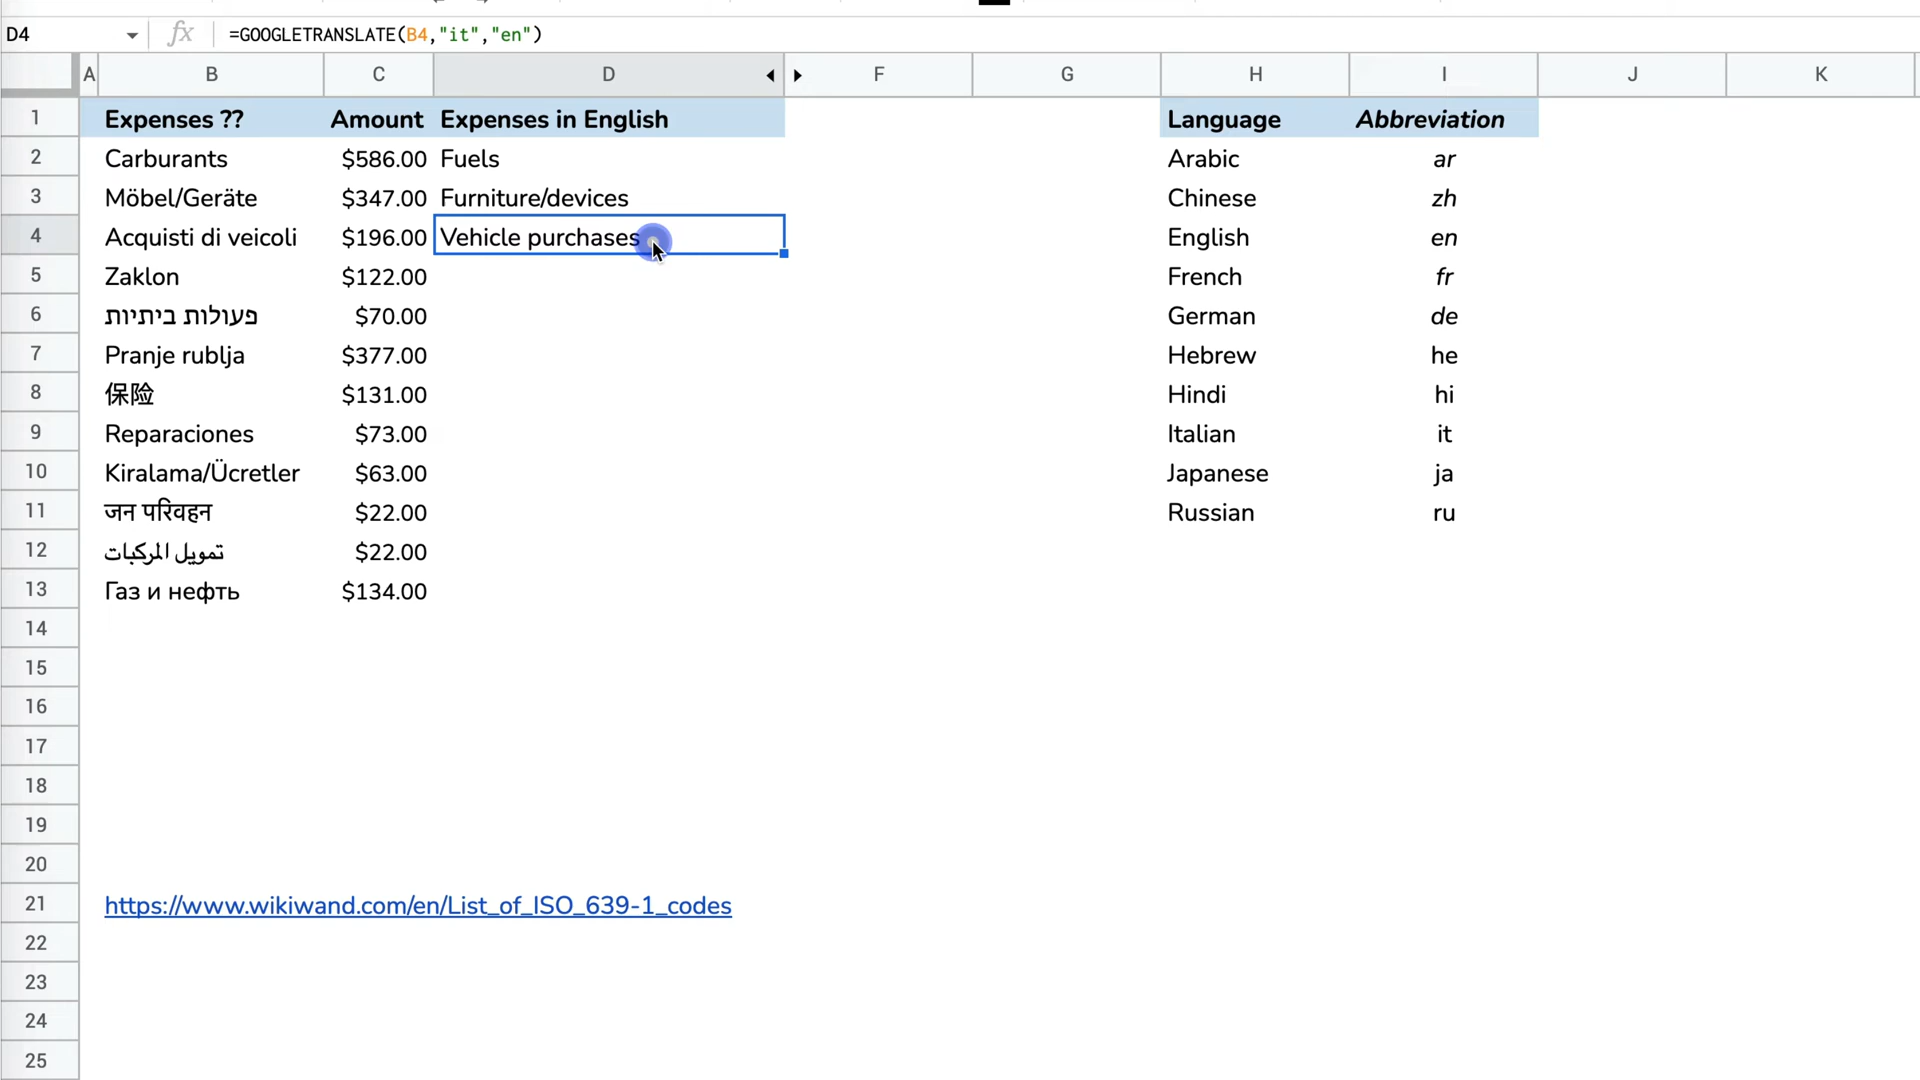 D4 fx =GOOGLETRANSLATE(B4,"it","en")
A B C D F G H I J K
1 Expenses ?? Amount Expenses in English Language Abbreviation
2 Carburants $586.00 Fuels Arabic ar
3 Möbel/Geräte $347.00 Furniture/devices Chinese zh
4 Acquisti di veicoli $196.00 Vehicle purchases English en
5 Zaklon $122.00 French fr
6 פעולות ביתיות $70.00 German de
7 Pranje rublja $377.00 Hebrew he
8 保险 $131.00 Hindi hi
9 Reparaciones $73.00 Italian it
10 Kiralama/Ücretler $63.00 Japanese ja
11 जन परिवहन $22.00 Russian ru
12 تمويل المركبات $22.00
13 Газ и нефть $134.00
14
15
16
17
18
19
20
21 https://www.wikiwand.com/en/List_of_ISO_639-1_codes
22
23
24
25